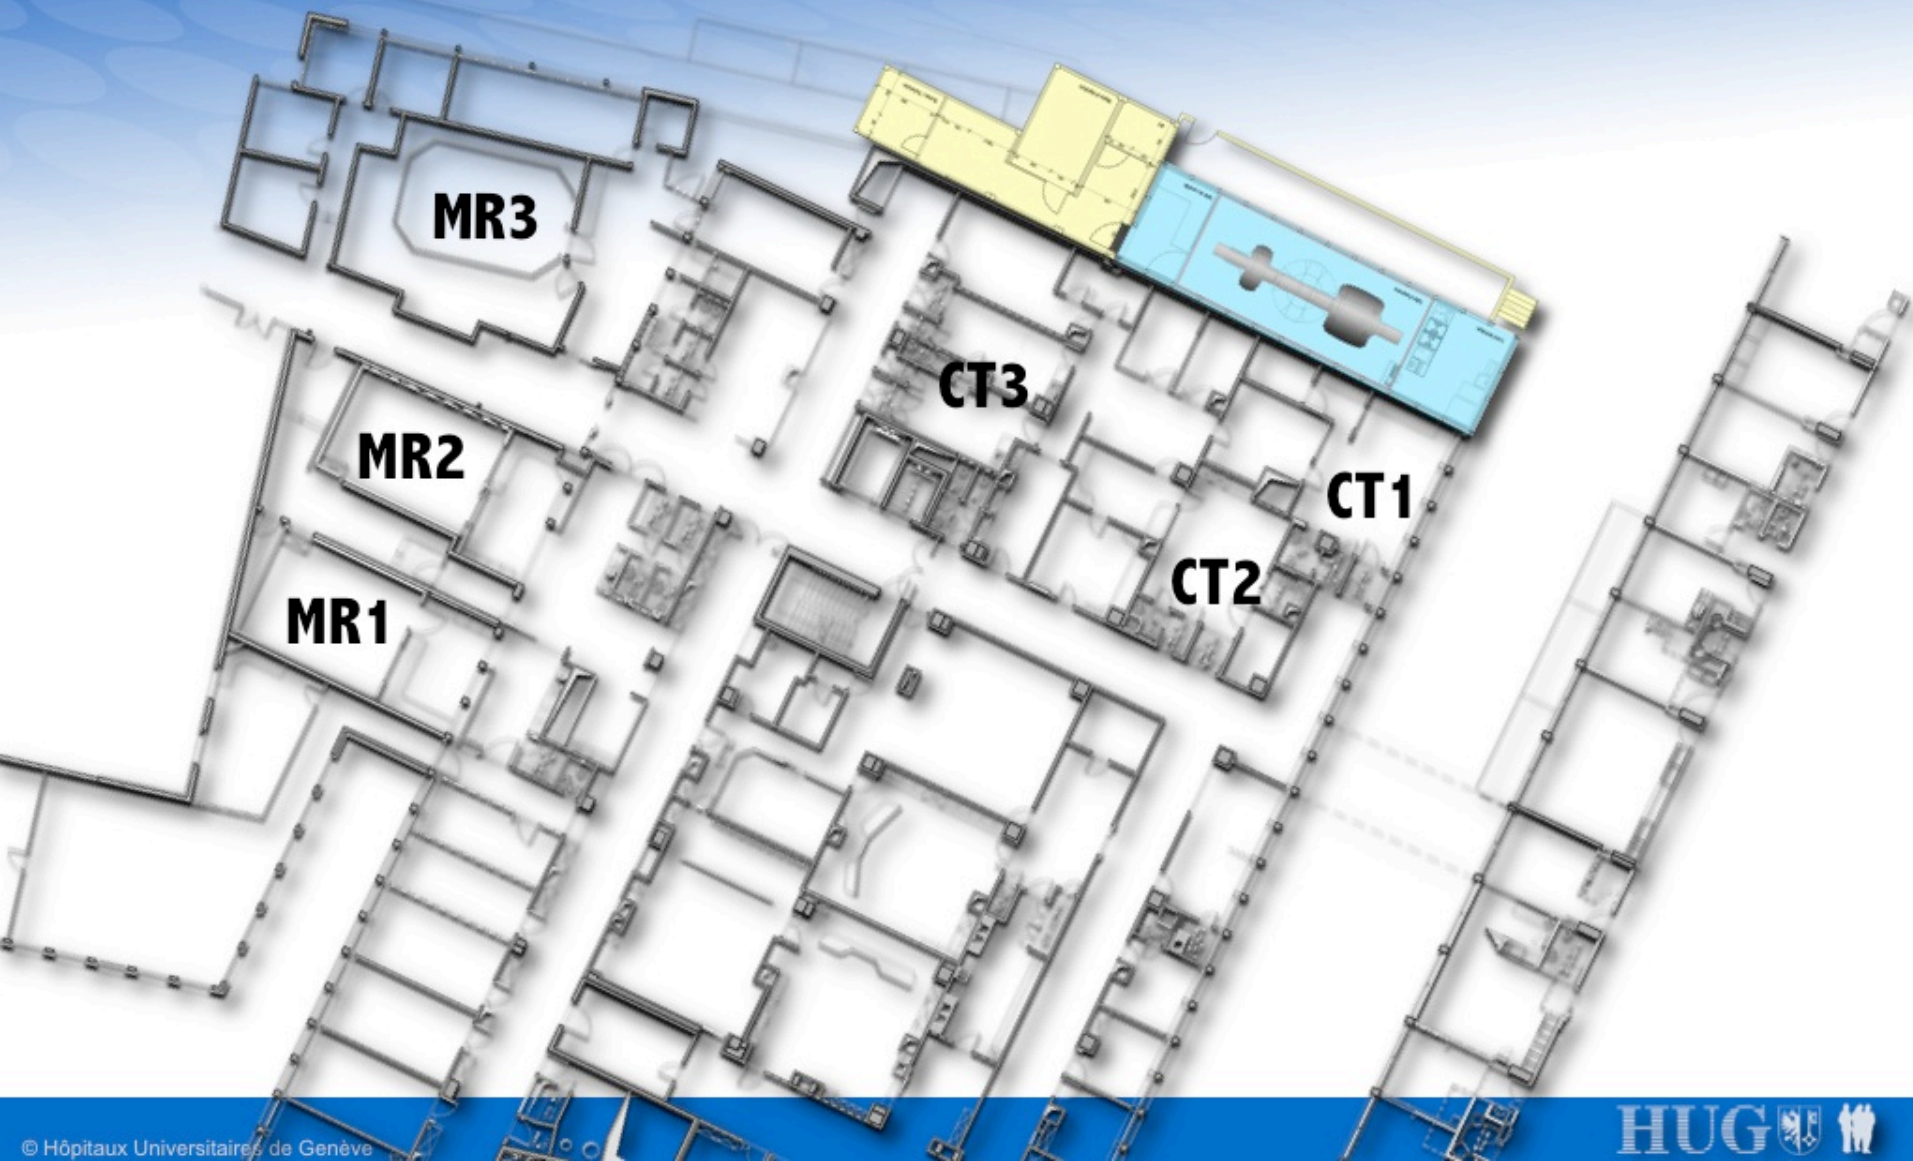 MR3
CT3
MR2
CT1
CT2
MR1
© Hôpitaux Universitaires de Genève
HUG